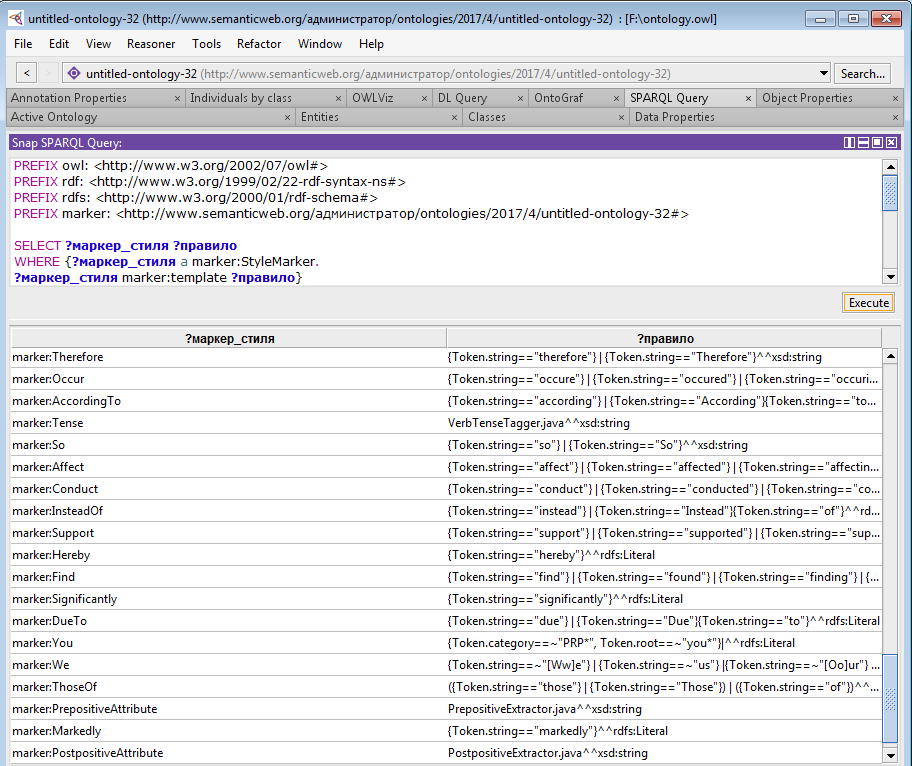 untitled-ontology-32 (http://www.semanticweb.org/администратор/ontologies/2017/4/untitled-ontology-32) : [F:\ontology.owl]
File Edit View Reasoner Tools Refactor Window Help
< > untitled-ontology-32 (http://www.semanticweb.org/администратор/ontologies/2017/4/untitled-ontology-32) Search...
Annotation Properties × Individuals by class × OWLViz × DL Query × OntoGraf × SPARQL Query × Object Properties ×
Active Ontology × Entities × Classes × Data Properties ×
Snap SPARQL Query:
PREFIX owl: <http://www.w3.org/2002/07/owl#>
PREFIX rdf: <http://www.w3.org/1999/02/22-rdf-syntax-ns#>
PREFIX rdfs: <http://www.w3.org/2000/01/rdf-schema#>
PREFIX marker: <http://www.semanticweb.org/администратор/ontologies/2017/4/untitled-ontology-32#>
SELECT ?маркер_стиля ?правило
WHERE {?маркер_стиля a marker:StyleMarker.
?маркер_стиля marker:template ?правило}
Execute
?маркер_стиля ?правило
marker:Therefore {Token.string=="therefore"}|{Token.string=="Therefore"}^^xsd:string
marker:Occur {Token.string=="occure"}|{Token.string=="occured"}|{Token.string=="occuri...
marker:AccordingTo {Token.string=="according"}|{Token.string=="According"}{Token.string=="to...
marker:Tense VerbTenseTagger.java^^xsd:string
marker:So {Token.string=="so"}|{Token.string=="So"}^^xsd:string
marker:Affect {Token.string=="affect"}|{Token.string=="affected"}|{Token.string=="affectin...
marker:Conduct {Token.string=="conduct"}|{Token.string=="conducted"}|{Token.string=="co...
marker:InsteadOf {Token.string=="instead"}|{Token.string=="Instead"}{Token.string=="of"}^^rd...
marker:Support {Token.string=="support"}|{Token.string=="supported"}|{Token.string=="sup...
marker:Hereby {Token.string=="hereby"}^^rdfs:Literal
marker:Find {Token.string=="find"}|{Token.string=="found"}|{Token.string=="finding"}|{...
marker:Significantly {Token.string=="significantly"}^^rdfs:Literal
marker:DueTo {Token.string=="due"}|{Token.string=="Due"}{Token.string=="to"}^^rdfs:Literal
marker:You {Token.category==~"PRP*", Token.root==~"you*"}|^^rdfs:Literal
marker:We {Token.string==~"[Ww]e"}|{Token.string==~"us"}|{Token.string==~"[Oo]ur"} ...
marker:ThoseOf ({Token.string=="those"}|{Token.string=="Those"})|({Token.string=="of"})^^...
marker:PrepositiveAttribute PrepositiveExtractor.java^^xsd:string
marker:Markedly {Token.string=="markedly"}^^rdfs:Literal
marker:PostpositiveAttribute PostpositiveExtractor.java^^xsd:string